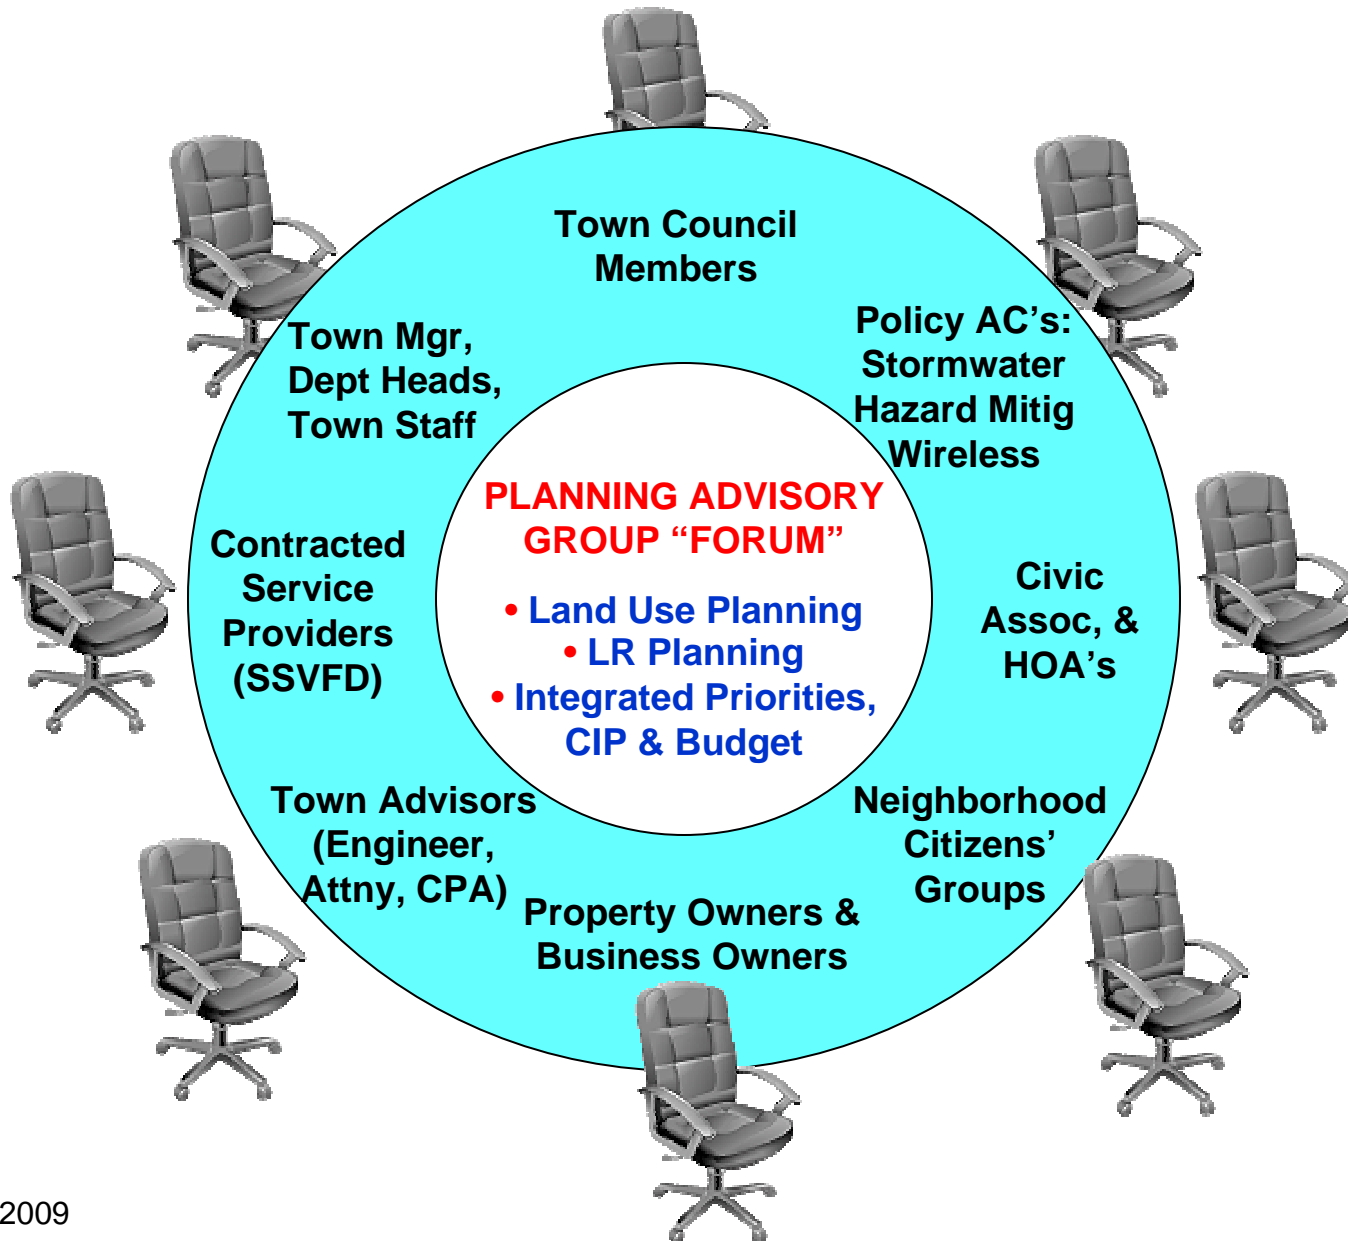 Town Council
Members
Town Mgr,
Dept Heads,
Town Staff
Policy AC’s:
Stormwater
Hazard Mitig
Wireless
PLANNING ADVISORY
GROUP “FORUM”
• Land Use Planning
• LR Planning
• Integrated Priorities,
CIP & Budget
Contracted
Service
Providers
(SSVFD)
Civic
Assoc, &
HOA’s
Town Advisors
(Engineer,
Attny, CPA)
Neighborhood
Citizens’
Groups
Property Owners &
Business Owners
2009